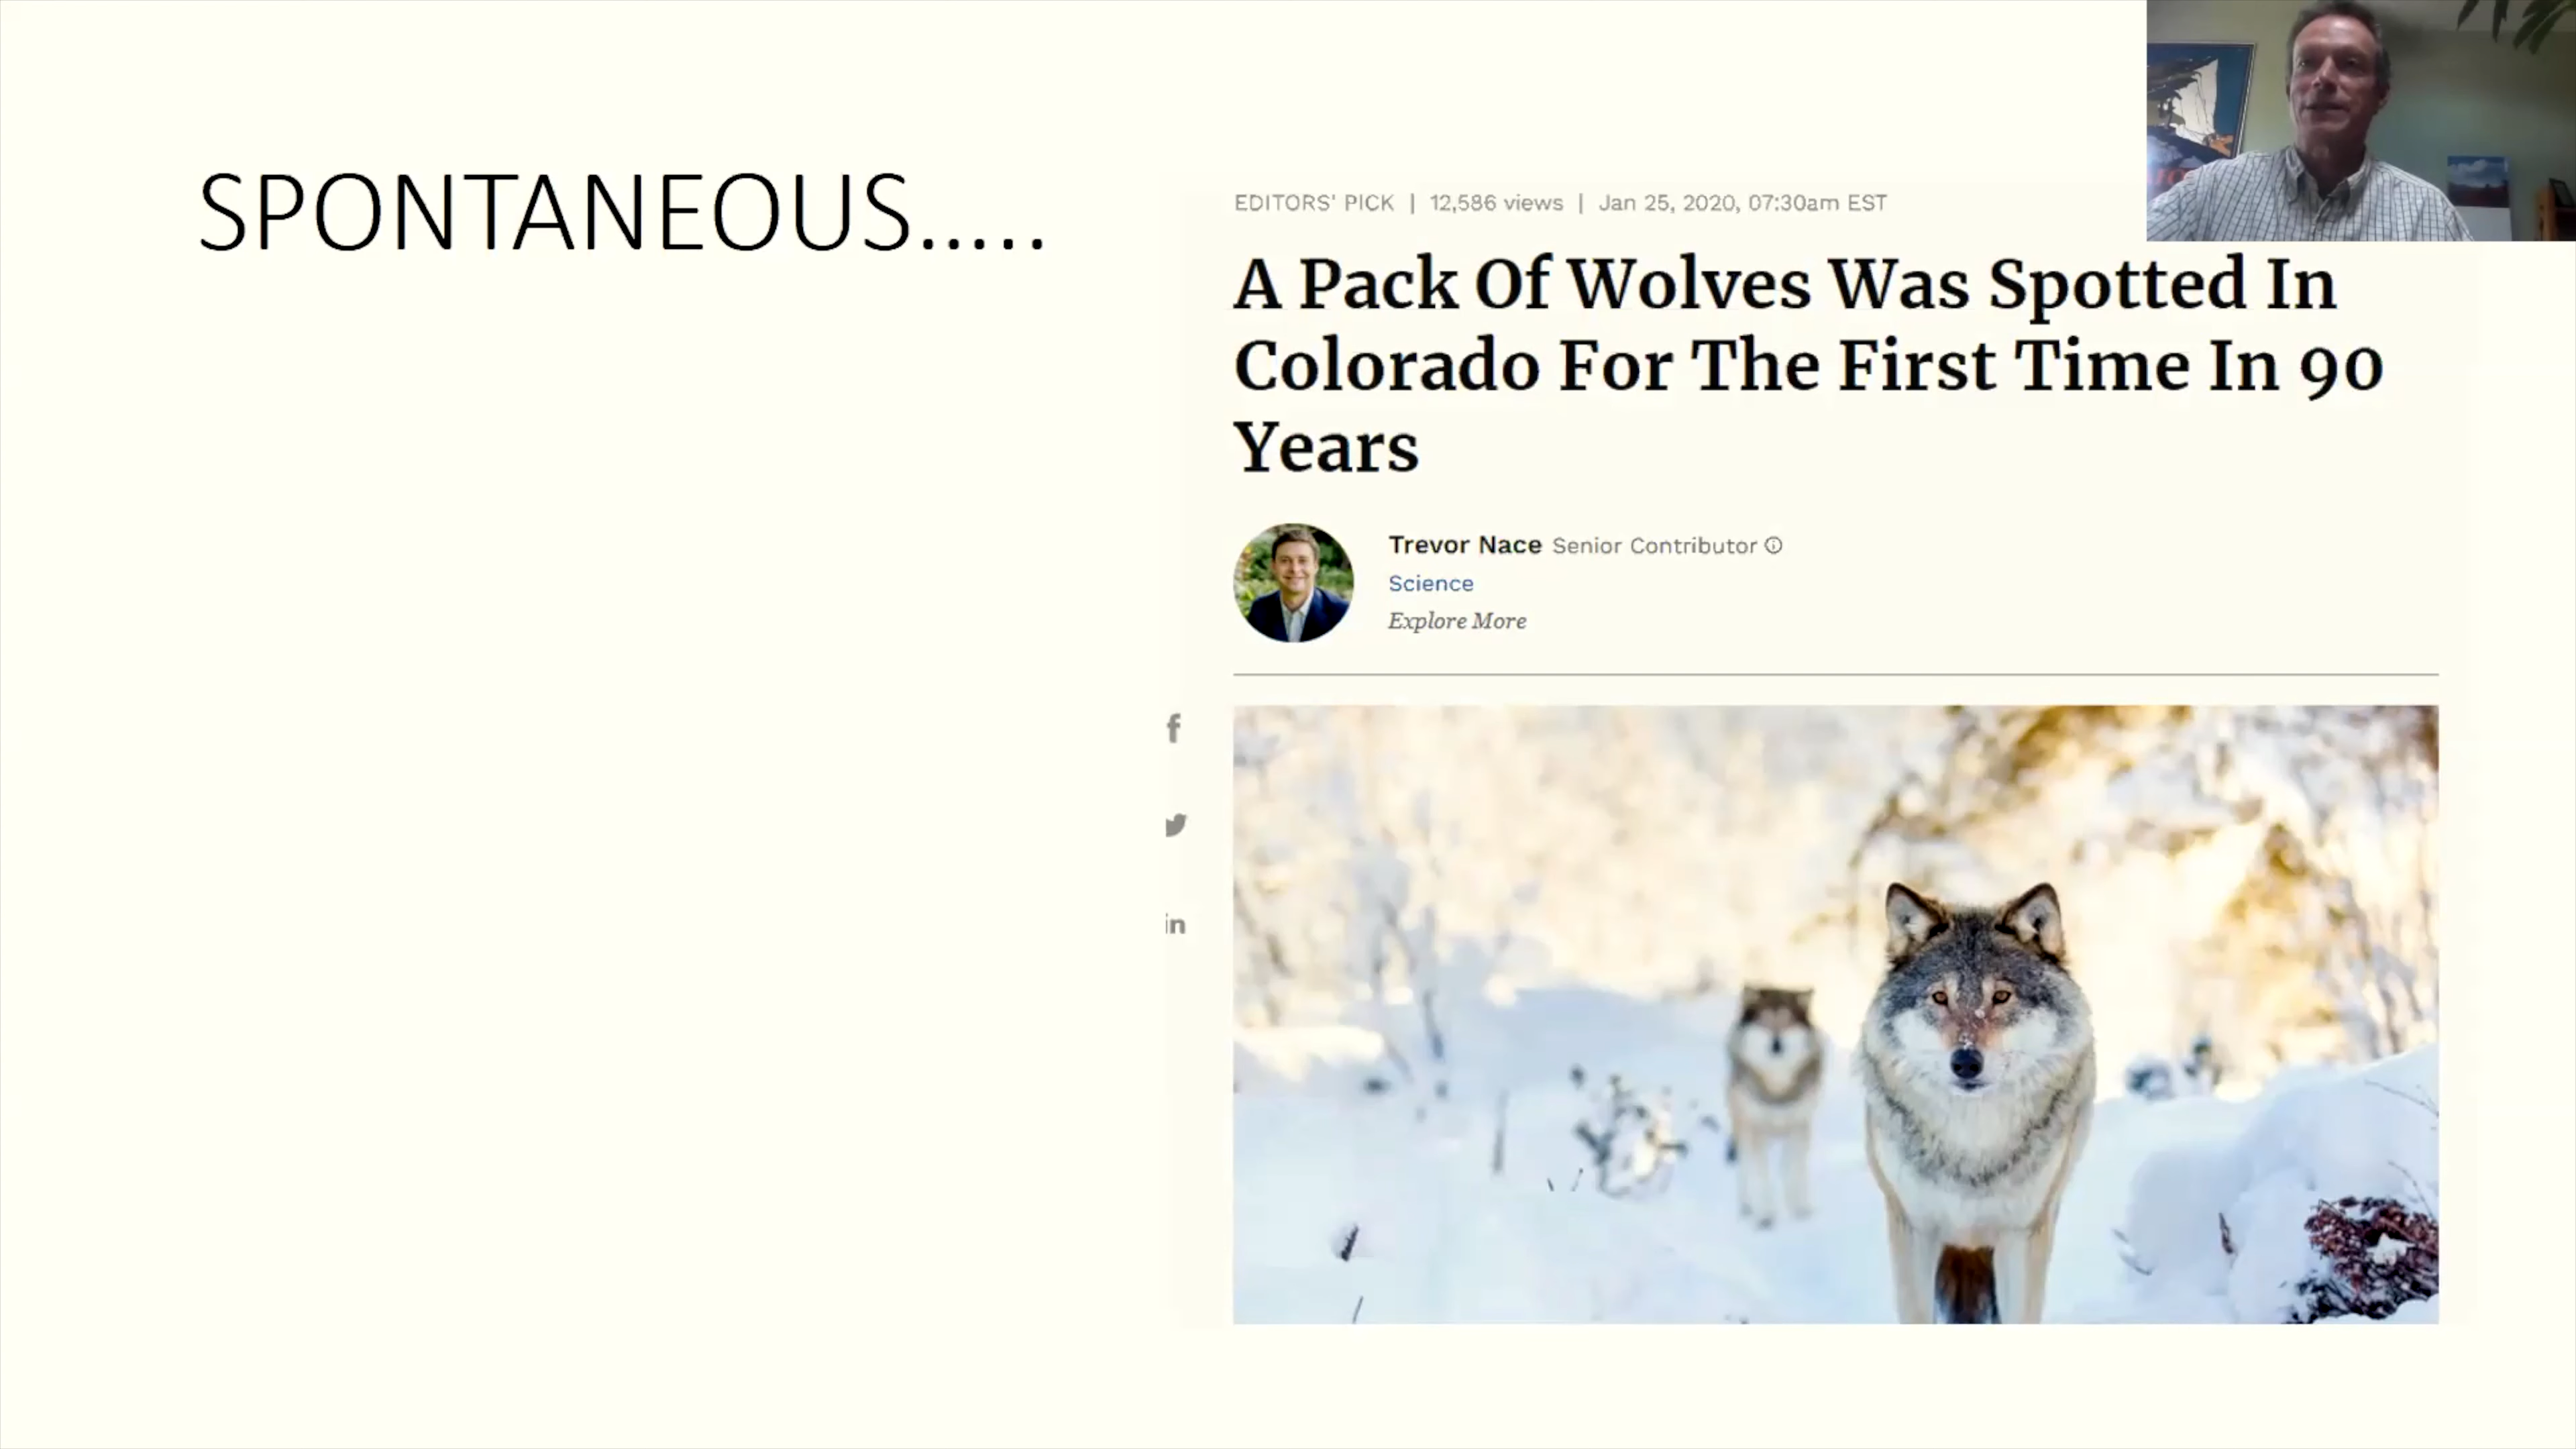 SPONTANEOUS.....
EDITORS' PICK | 12,586 views | Jan 25, 2020, 07:30am EST
A Pack Of Wolves Was Spotted In
Colorado For The First Time In 90
Years
Trevor Nace Senior Contributor
Science
Explore More
f
in